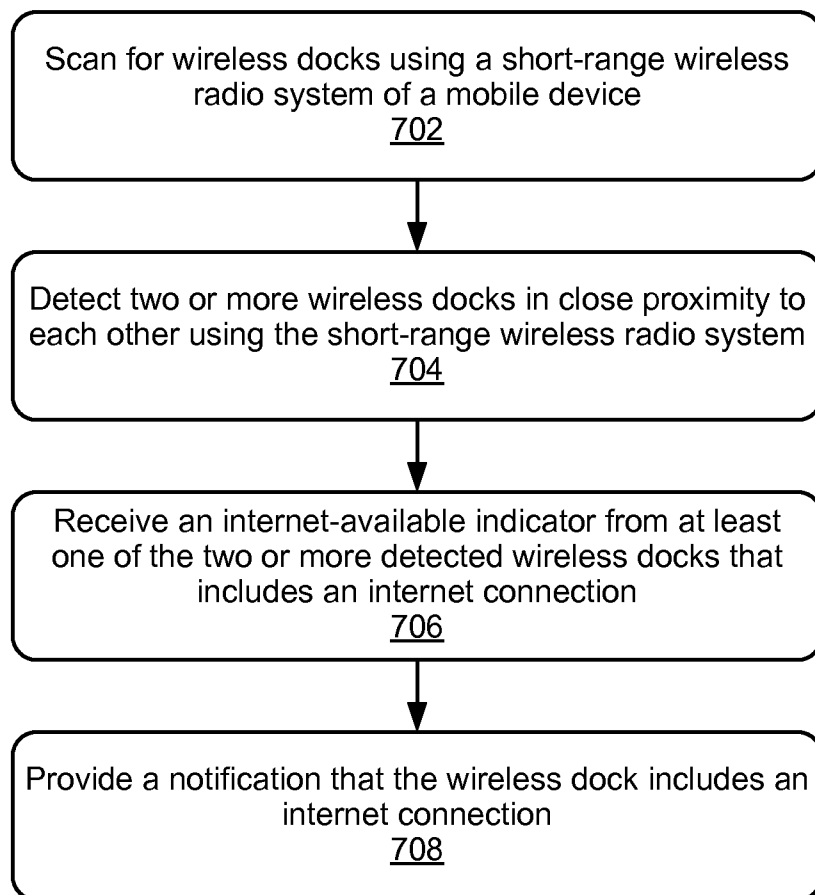 Scan for wireless docks using a short-range wireless
radio system of a mobile device
702
Detect two or more wireless docks in close proximity to
each other using the short-range wireless radio system
704
Receive an internet-available indicator from at least
one of the two or more detected wireless docks that
includes an internet connection
706
Provide a notification that the wireless dock includes an
internet connection
708